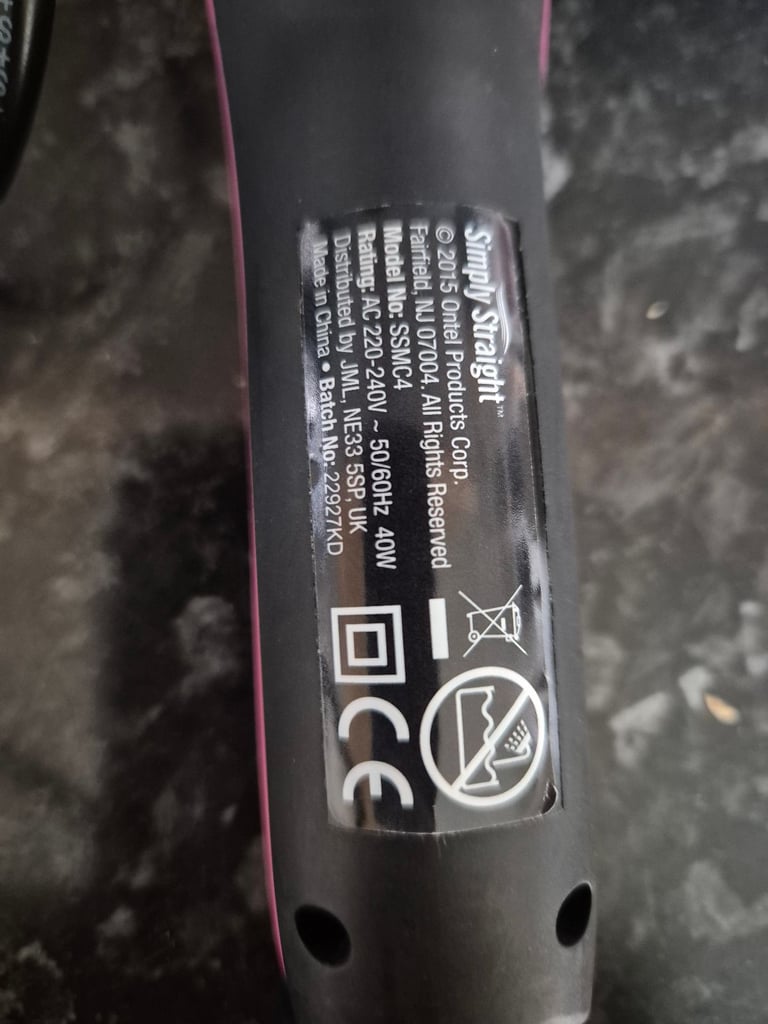 Simply Straight™
© 2015 Ontel Products Corp.
Fairfield, NJ 07004. All Rights Reserved
Model No: SSMC4
Rating: AC 220-240V ~ 50/60Hz 40W
Distributed by JML, NE33 5SP, UK
Made in China • Batch No: 22927KD
CE